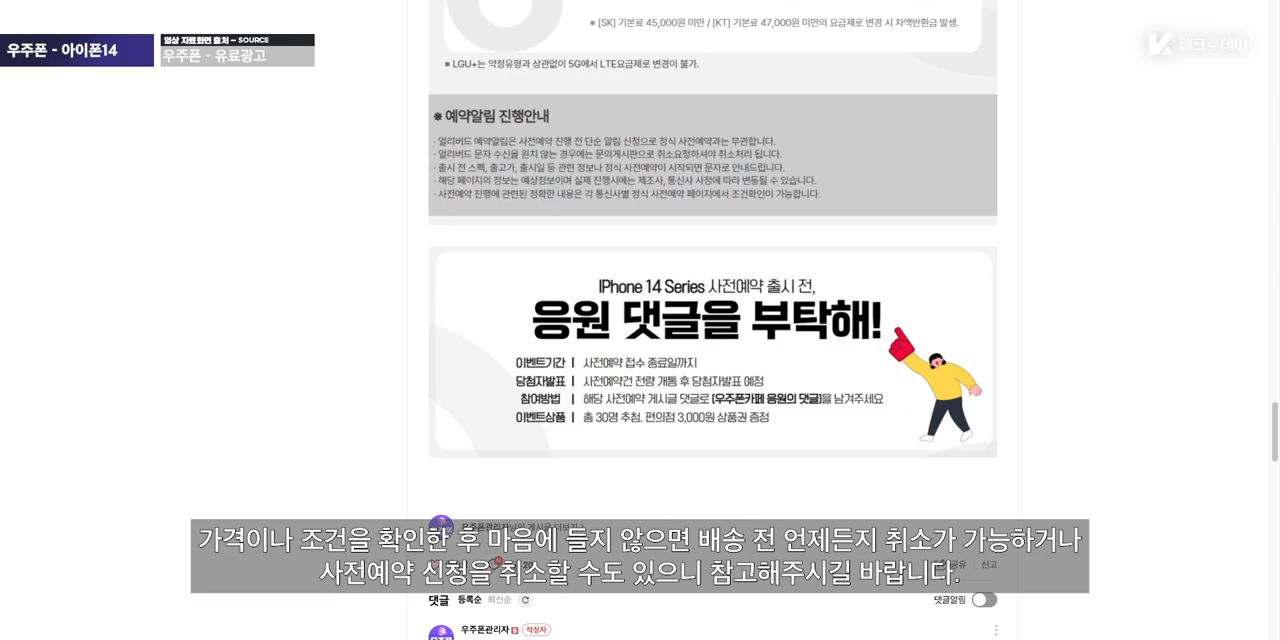 ※ [SK] 기본료 45,000원 미만 / [KT] 기본료 47,000원 미만의 요금제로 변경 시 차액반환금 발생.
우주폰 - 아이폰14
영상 자료화면 출처 – SOURCE
우주폰 - 유료광고
테크투데이
※ LGU+는 약정유형과 상관없이 5G에서 LTE요금제로 변경이 불가.
※ 예약알림 진행안내
· 얼리버드 예약알림은 사전예약 진행 전 단순 알림 신청으로 정식 사전예약과는 무관합니다.
· 얼리버드 문자 수신을 원치 않는 경우에는 문의게시판으로 취소요청하셔야 취소처리 됩니다.
· 출시 전 스펙, 출고가, 출시일 등 관련 정보나 정식 사전예약이 시작되면 문자로 안내드립니다.
· 해당 페이지의 정보는 예상정보이며 실제 진행시에는 제조사, 통신사 사정에 따라 변동될 수 있습니다.
· 사전예약 진행에 관련된 정확한 내용은 각 통신사별 정식 사전예약 페이지에서 조건확인이 가능합니다.
IPhone 14 Series 사전예약 출시 전,
응원 댓글을 부탁해!
이벤트기간 | 사전예약 접수 종료일까지
당첨자발표 | 사전예약건 전량 개통 후 당첨자발표 예정
참여방법 | 해당 사전예약 게시글 댓글로 [우주폰카페 응원의 댓글]을 남겨주세요
이벤트상품 | 총 30명 추첨. 편의점 3,000원 상품권 증정
우주폰관리자님의 게시글 더보기
가격이나 조건을 확인한 후 마음에 들지 않으면 배송 전 언제든지 취소가 가능하거나
공유 신고
사전예약 신청을 취소할 수도 있으니 참고해주시길 바랍니다.
댓글 등록순 최신순 댓글알림
우주폰관리자 작성자